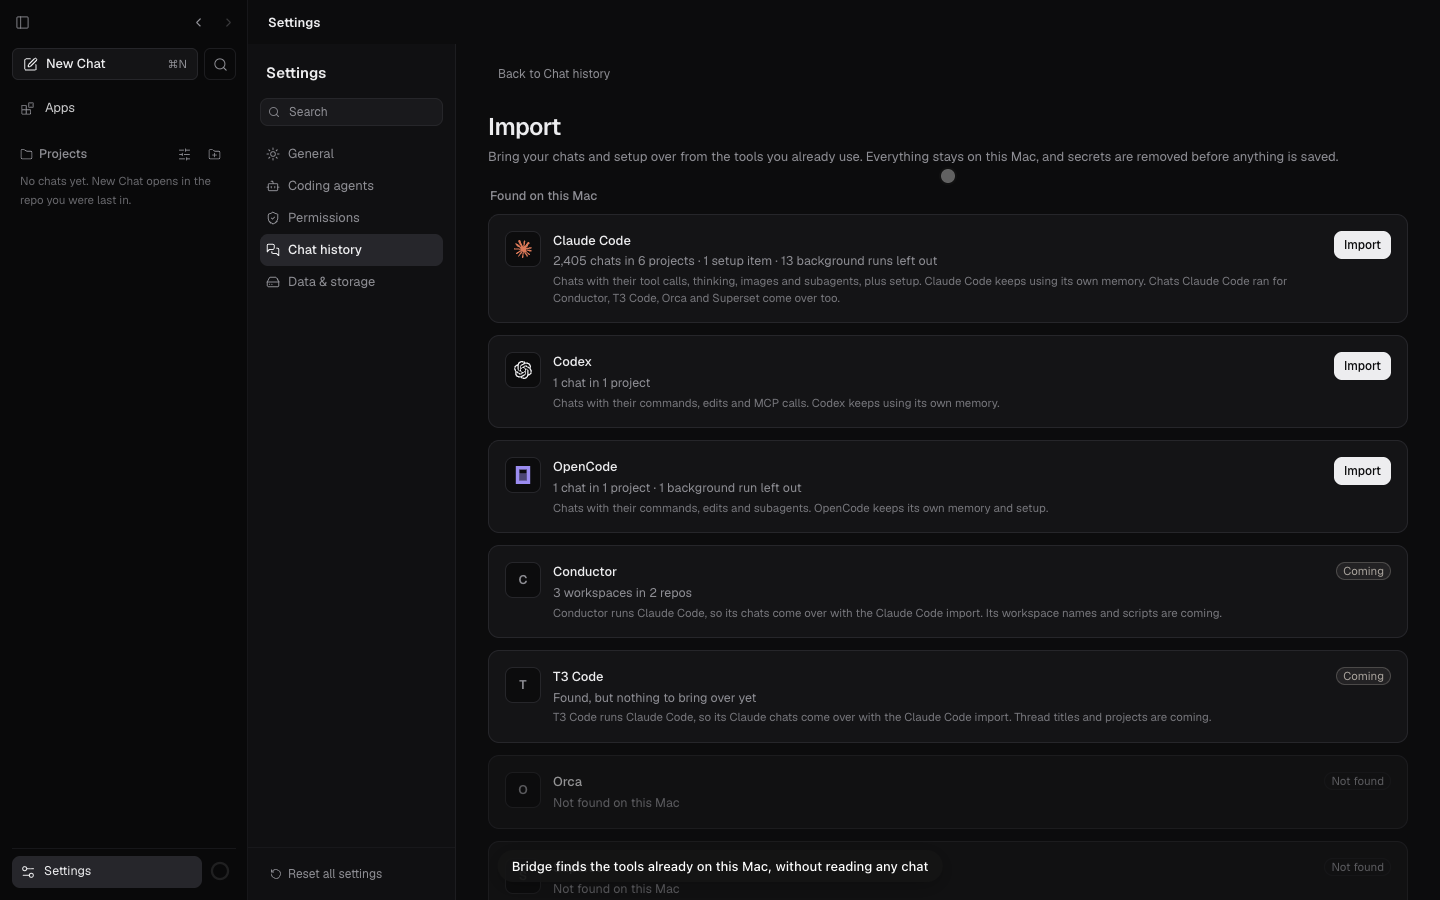 Settings
New Chat
⌘N
Apps
Projects
No chats yet. New Chat opens in the
repo you were last in.
Settings
Settings
Search
General
Coding agents
Permissions
Chat history
Data & storage
Reset all settings
Back to Chat history
Import
Bring your chats and setup over from the tools you already use. Everything stays on this Mac, and secrets are removed before anything is saved.
Found on this Mac
Claude Code
2,405 chats in 6 projects · 1 setup item · 13 background runs left out
Chats with their tool calls, thinking, images and subagents, plus setup. Claude Code keeps using its own memory. Chats Claude Code ran for
Conductor, T3 Code, Orca and Superset come over too.
Import
Codex
1 chat in 1 project
Chats with their commands, edits and MCP calls. Codex keeps using its own memory.
Import
OpenCode
1 chat in 1 project · 1 background run left out
Chats with their commands, edits and subagents. OpenCode keeps its own memory and setup.
Import
C
Conductor
3 workspaces in 2 repos
Conductor runs Claude Code, so its chats come over with the Claude Code import. Its workspace names and scripts are coming.
Coming
T
T3 Code
Found, but nothing to bring over yet
T3 Code runs Claude Code, so its Claude chats come over with the Claude Code import. Thread titles and projects are coming.
Coming
O
Orca
Not found on this Mac
Not found
Bridge finds the tools already on this Mac, without reading any chat
Not found on this Mac
Not found